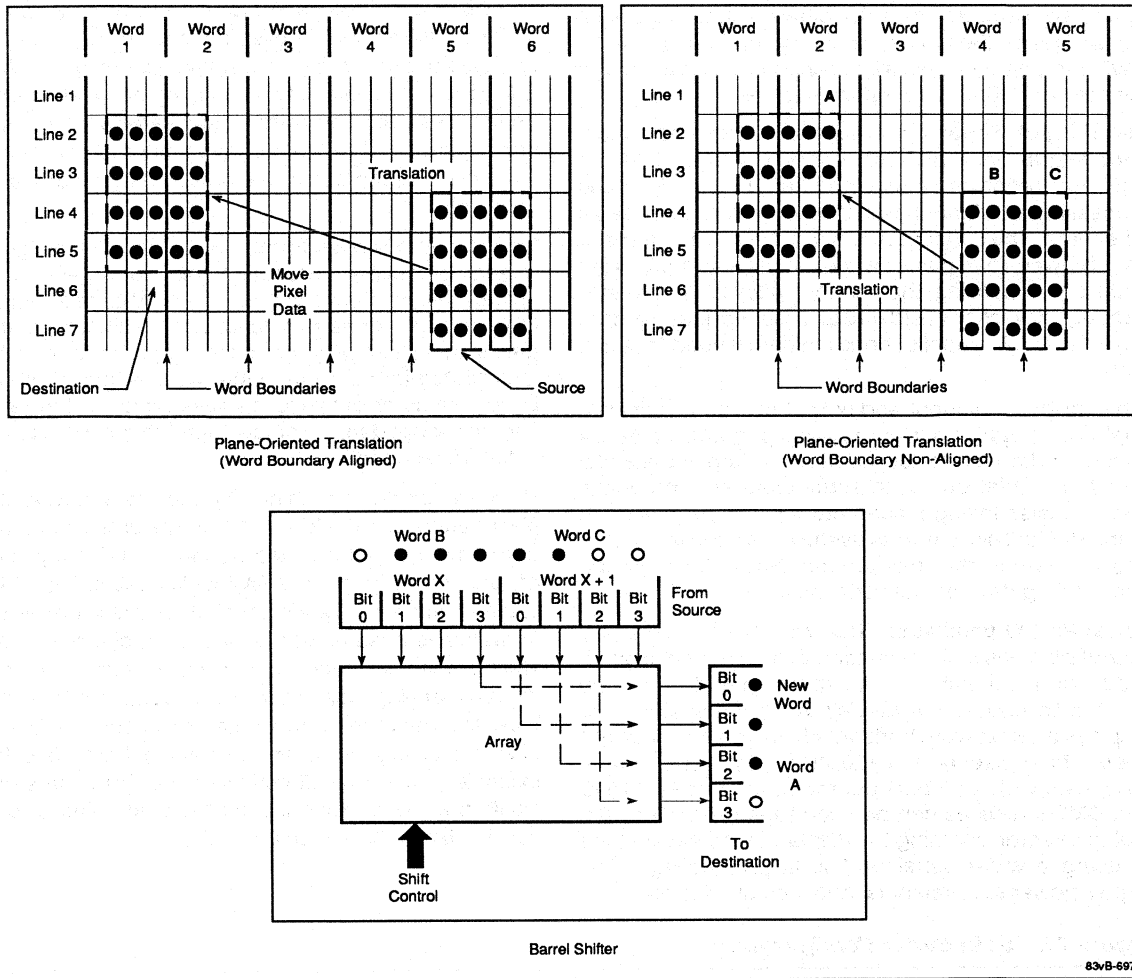 Word 1
Word 2
Word 3
Word 4
Word 5
Word 6
Line 1
Line 2
Line 3
Line 4
Line 5
Line 6
Line 7
Translation
Move
Pixel
Data
Destination
Word Boundaries
Source
Plane-Oriented Translation
(Word Boundary Aligned)
Word 1
Word 2
Word 3
Word 4
Word 5
Line 1
Line 2
Line 3
Line 4
Line 5
Line 6
Line 7
A
B
C
Translation
Word Boundaries
Plane-Oriented Translation
(Word Boundary Non-Aligned)
Word B
Word C
Word X
Word X + 1
Bit 0
Bit 1
Bit 2
Bit 3
Bit 0
Bit 1
Bit 2
Bit 3
From
Source
Array
Bit 0
Bit 1
Bit 2
Bit 3
New
Word
Word
A
To
Destination
Shift
Control
Barrel Shifter
83vB-697